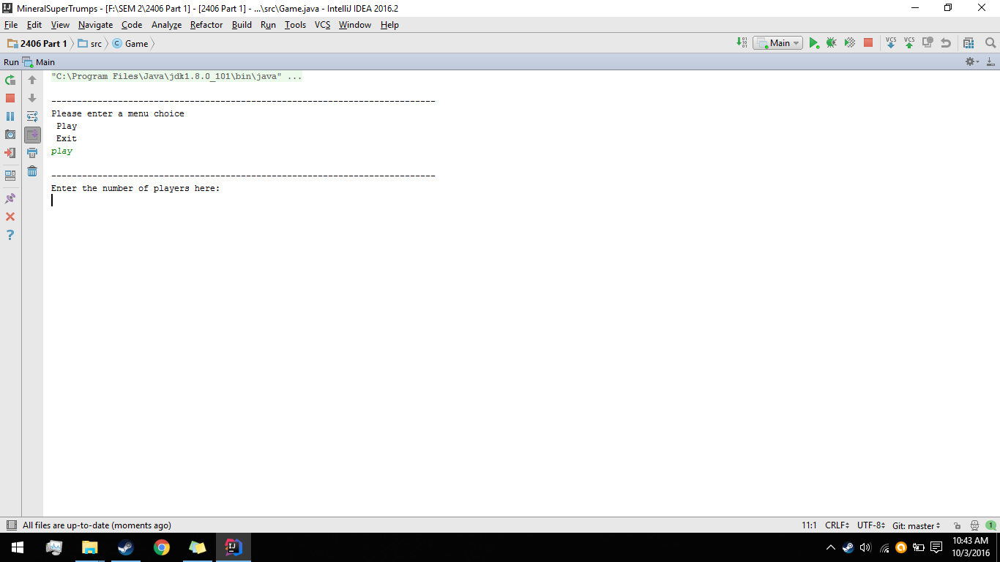 MineralSuperTrumps - [F:\SEM 2\2406 Part 1] - [2406 Part 1] - ...\src\Game.java - IntelliJ IDEA 2016.2
File Edit View Navigate Code Analyze Refactor Build Run Tools VCS Window Help
2406 Part 1 src C Game Main VCS VCS
Run Main
"C:\Program Files\Java\jdk1.8.0_101\bin\java" ...
---------------------------------------------------------------------------
Please enter a menu choice
Play
Exit
play
---------------------------------------------------------------------------
Enter the number of players here:
All files are up-to-date (moments ago) 11:1 CRLF UTF-8 Git: master 1
10:43 AM
10/3/2016